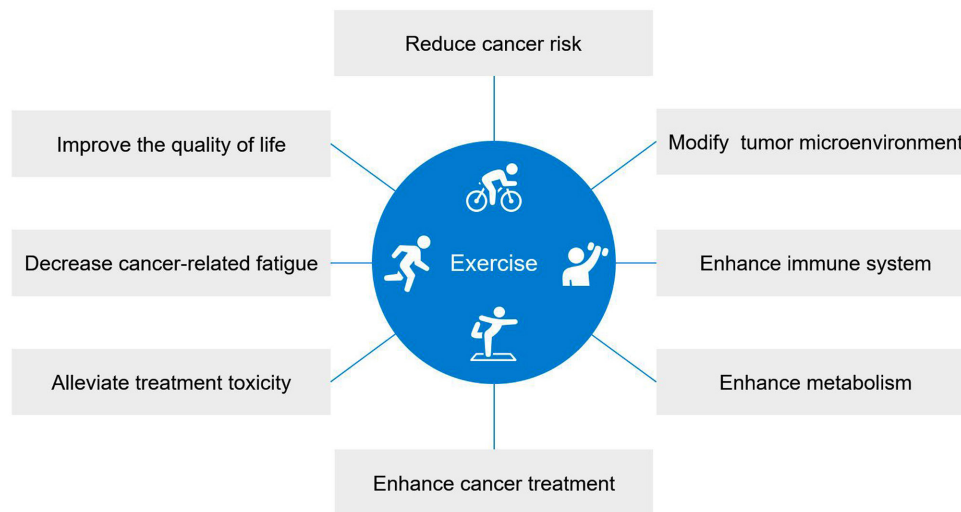 Reduce cancer risk
Improve the quality of life
Modify tumor microenvironment
Decrease cancer-related fatigue
Exercise
Enhance immune system
Alleviate treatment toxicity
Enhance metabolism
Enhance cancer treatment